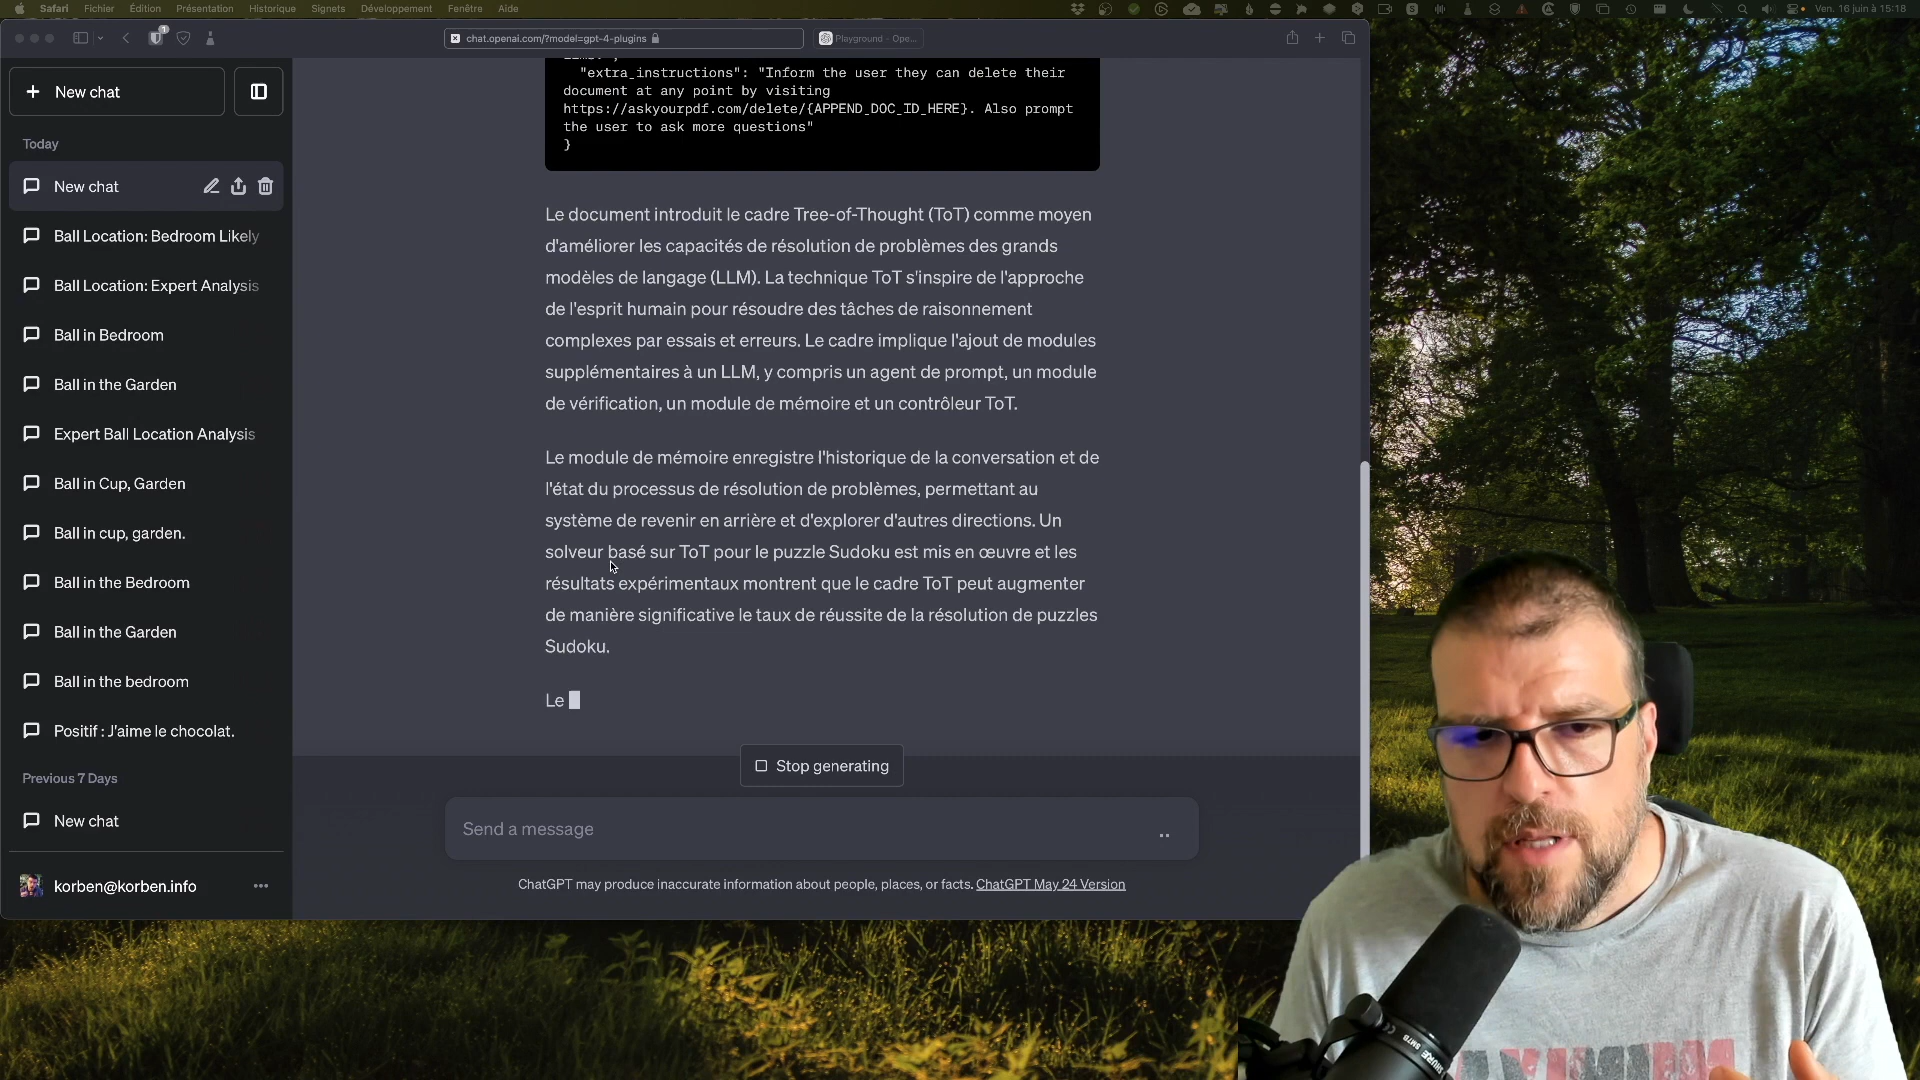 Safari Fichier Édition Présentation Historique Signets Développement Fenêtre Aide
Ven. 16 juin à 15:18
chat.openai.com/?model=gpt-4-plugins
Playground - Ope...
New chat
Today
New chat
Ball Location: Bedroom Likely
Ball Location: Expert Analysis
Ball in Bedroom
Ball in the Garden
Expert Ball Location Analysis
Ball in Cup, Garden
Ball in cup, garden.
Ball in the Bedroom
Ball in the Garden
Ball in the bedroom
Positif : J'aime le chocolat.
Previous 7 Days
New chat
korben@korben.info
"extra_instructions": "Inform the user they can delete their
document at any point by visiting
https://askyourpdf.com/delete/{APPEND_DOC_ID_HERE}. Also prompt
the user to ask more questions"
}
Le document introduit le cadre Tree-of-Thought (ToT) comme moyen
d'améliorer les capacités de résolution de problèmes des grands
modèles de langage (LLM). La technique ToT s'inspire de l'approche
de l'esprit humain pour résoudre des tâches de raisonnement
complexes par essais et erreurs. Le cadre implique l'ajout de modules
supplémentaires à un LLM, y compris un agent de prompt, un module
de vérification, un module de mémoire et un contrôleur ToT.
Le module de mémoire enregistre l'historique de la conversation et de
l'état du processus de résolution de problèmes, permettant au
système de revenir en arrière et d'explorer d'autres directions. Un
solveur basé sur ToT pour le puzzle Sudoku est mis en œuvre et les
résultats expérimentaux montrent que le cadre ToT peut augmenter
de manière significative le taux de réussite de la résolution de puzzles
Sudoku.
Le
Stop generating
Send a message
ChatGPT may produce inaccurate information about people, places, or facts. ChatGPT May 24 Version
SHURE SM7B